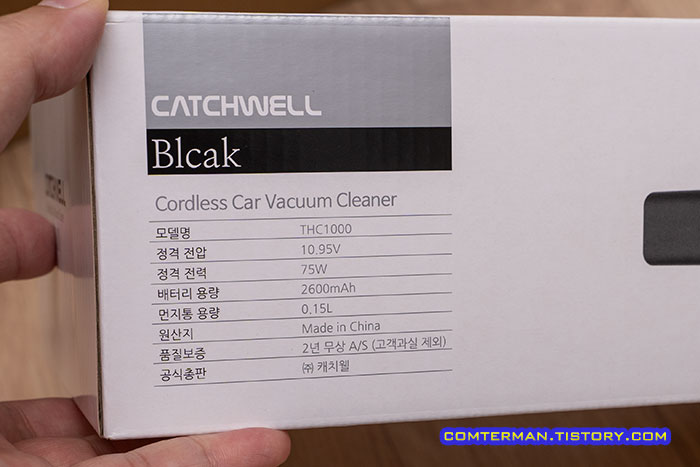 CATCHWELL
Blcak
Cordless Car Vacuum Cleaner
모델명 THC1000
정격 전압 10.95V
정격 전력 75W
배터리 용량 2600mAh
먼지통 용량 0.15L
원산지 Made in China
품질보증 2년 무상 A/S (고객과실 제외)
공식총판 ㈜ 캐치웰
CATCHWELL
COMTERMAN.TISTORY.COM